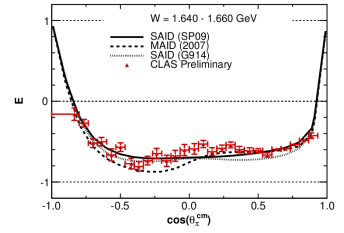 W = 1.640 - 1.660 GeV
SAID (SP09)
MAID (2007)
SAID (G914)
CLAS Preliminary
E
1
0
-1
-1.0 -0.5 0.0 0.5 1.0
cos(θπcm)